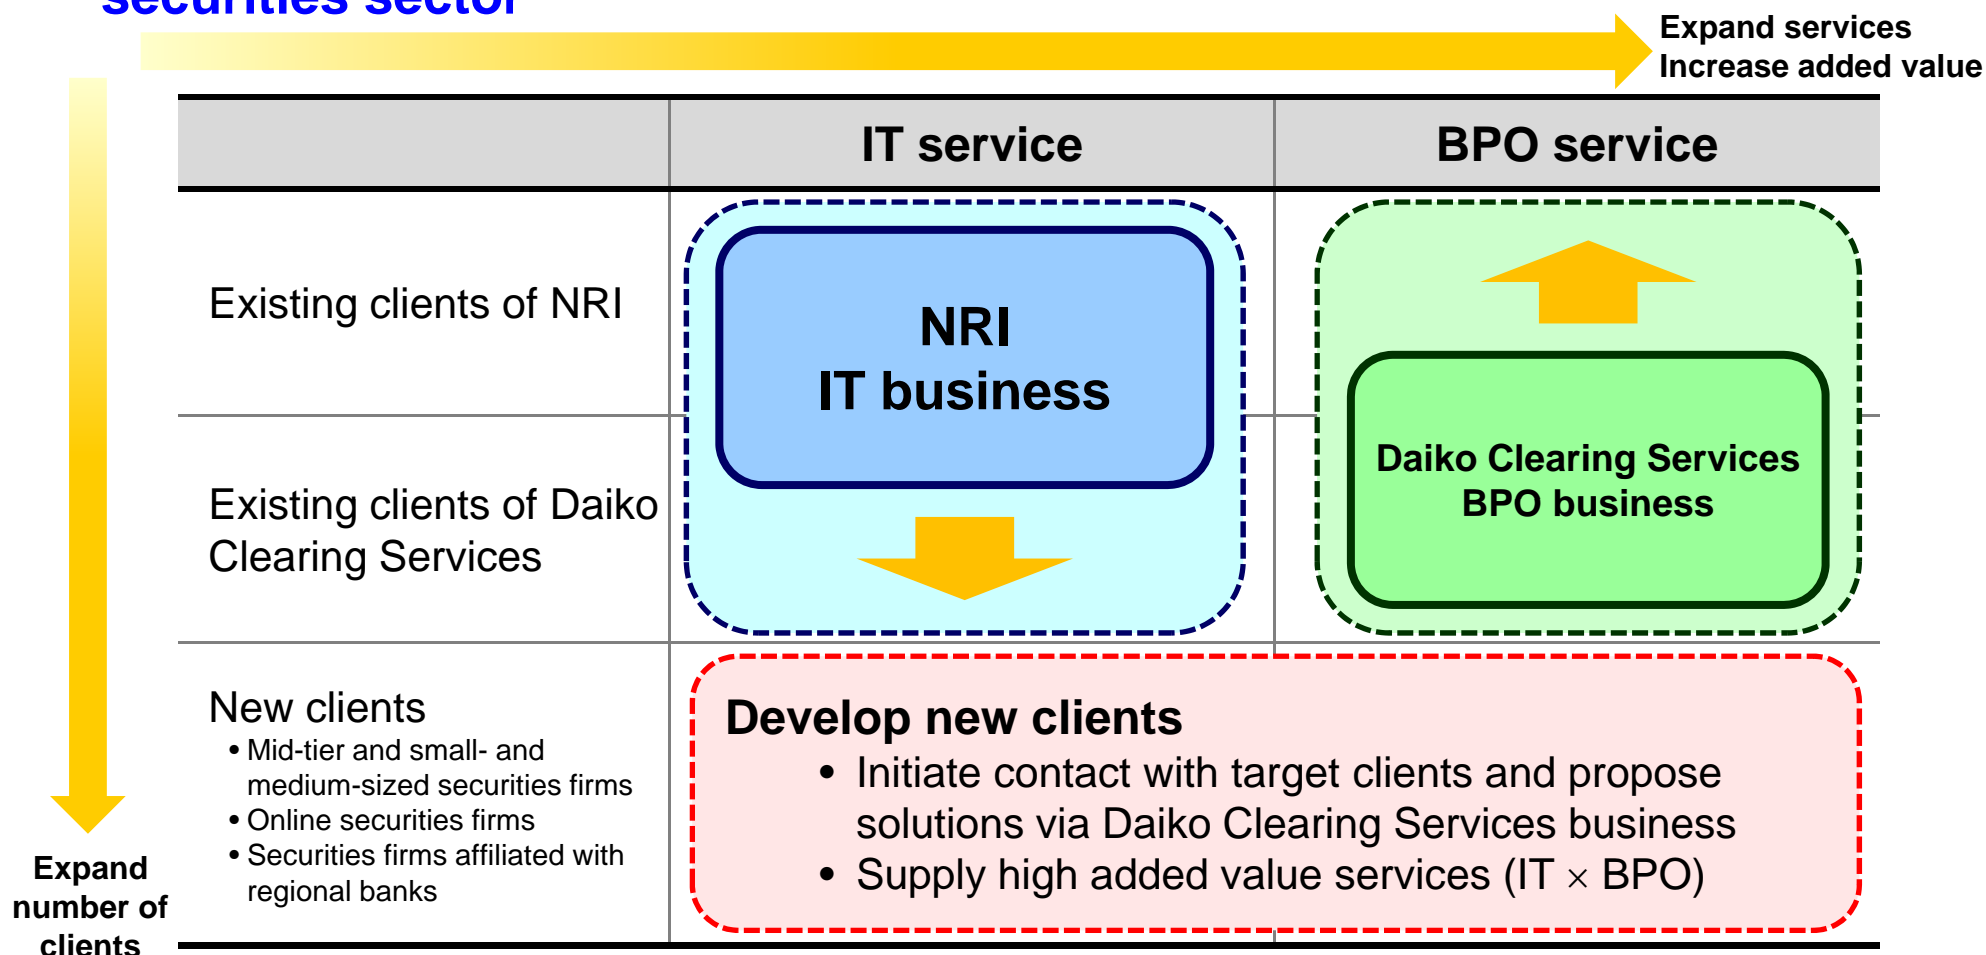 securities sector
Expand services
Increase added value
IT service
BPO service
Existing clients of NRI
NRI
IT business
Existing clients of Daiko
Clearing Services
Daiko Clearing Services
BPO business
New clients
• Mid-tier and small- and
medium-sized securities firms
• Online securities firms
• Securities firms affiliated with
regional banks
Develop new clients
• Initiate contact with target clients and propose
solutions via Daiko Clearing Services business
• Supply high added value services (IT × BPO)
Expand
number of
clients